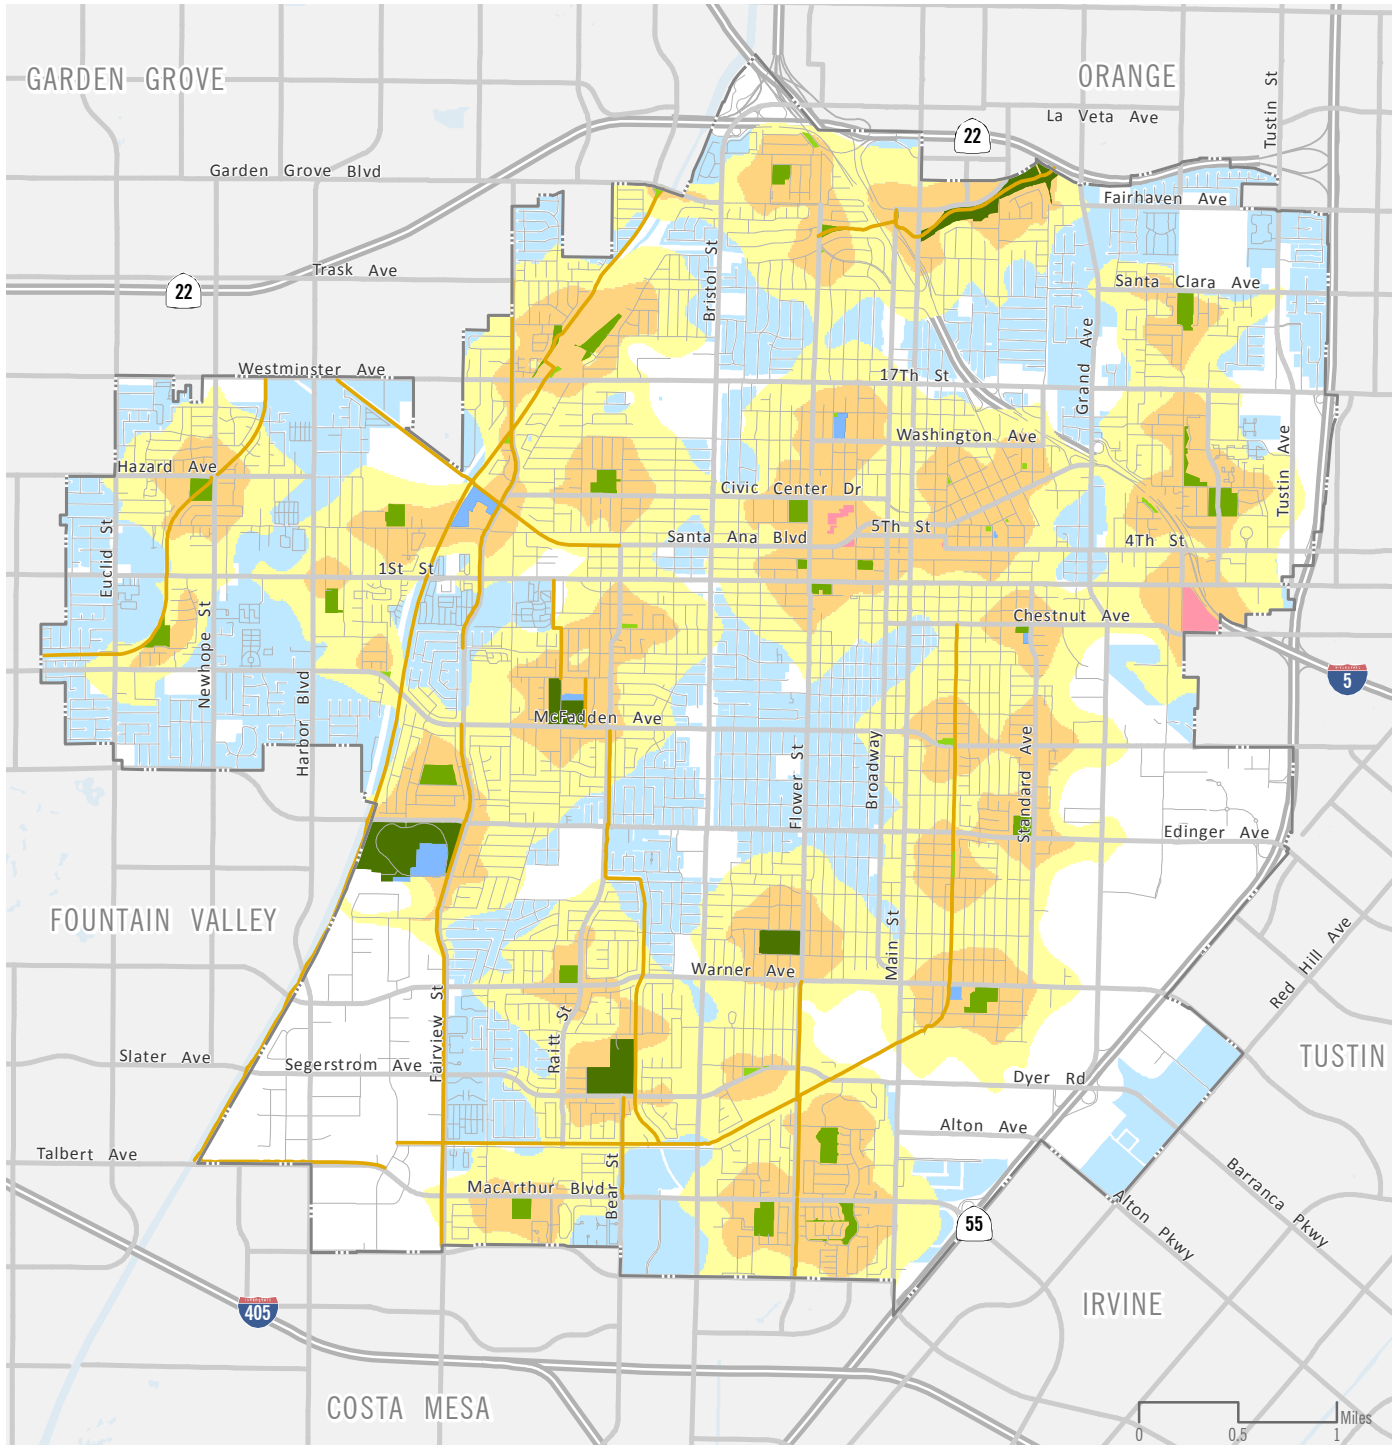 GARDEN GROVE
ORANGE
Tustin St
La Veta Ave
22
Garden Grove Blvd
Fairhaven Ave
Bristol St
Trask Ave
22
Santa Clara Ave
Grand Ave
Westminster Ave
17Th St
Washington Ave
Tustin Ave
Hazard Ave
Civic Center Dr
5Th St
Santa Ana Blvd
4Th St
Euclid St
1St St
Newhope St
Chestnut Ave
Harbor Blvd
5
McFadden Ave
Flower St
Broadway
Standard Ave
Edinger Ave
FOUNTAIN VALLEY
Main St
Red Hill Ave
Warner Ave
Fairview St
Raitt St
Slater Ave
Segerstrom Ave
TUSTIN
Dyer Rd
Alton Ave
Talbert Ave
MacArthur Blvd
Bear St
Barranca Pkwy
Alton Pkwy
55
405
IRVINE
COSTA MESA
Miles
0 0.5 1